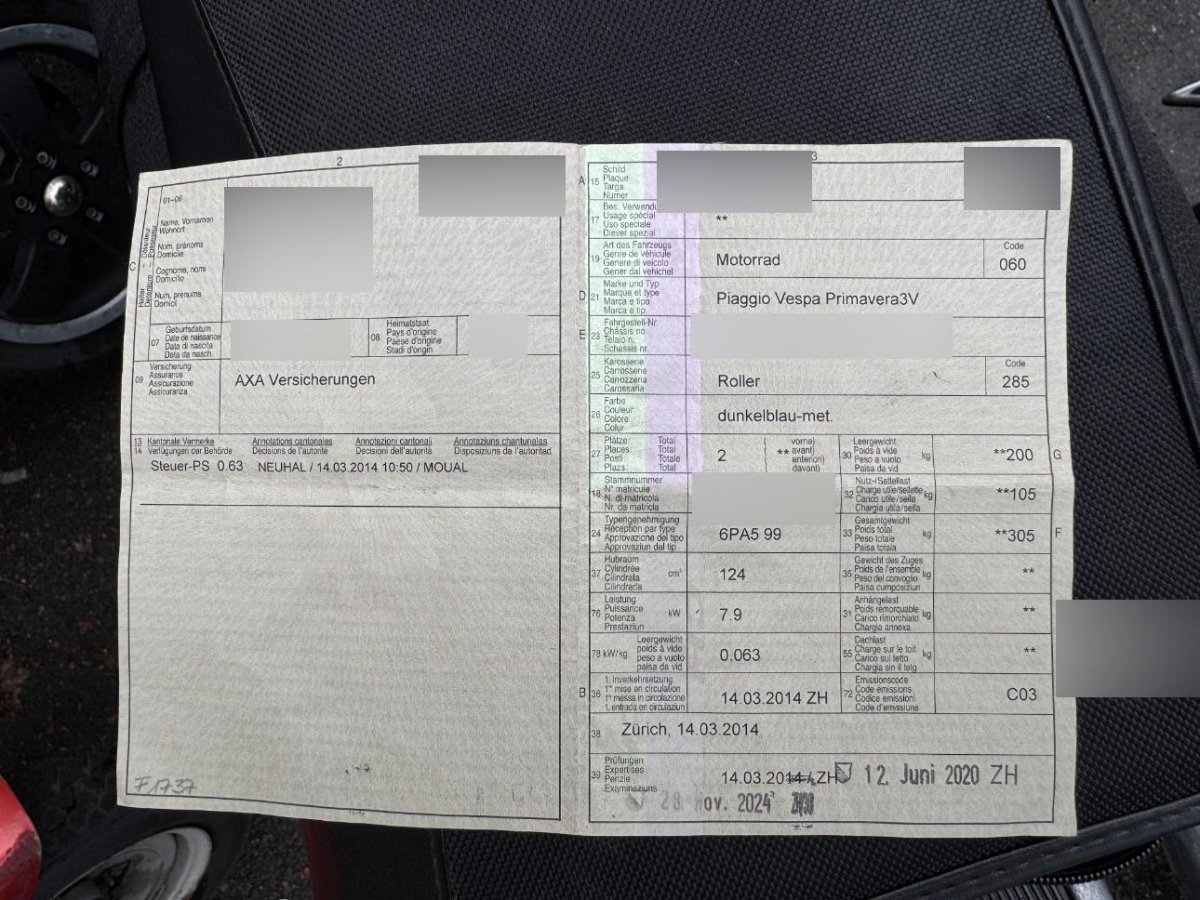 2
01-06
Name, Vornamen
Wohnort
Nom, prénoms
Domicile
Cognome, nomi
Domicilio
Num, prenums
Domicil
C
07
Geburtsdatum
Date de naissance
Data di nascita
Data da nasch.
08
Heimatstaat
Pays d'origine
Paese d'origine
Stadi d'origin
09
Versicherung
Assurance
Assicurazione
Assicuranza
AXA Versicherungen
13 Kantonale Vermerke Annotations cantonales Annotazioni cantonali Annotaziuns chantunalas
14 Verfügungen der Behörde Décisions de l'autorité Decisioni dell'autorità Disposiziuns da l'autoritad
Steuer-PS 0.63 NEUHAL / 14.03.2014 10:50 / MOUAL
F1737
3
A 15
Schild
Plaque
Targa
Numer
17
Bes. Verwendu
Usage spécial
Uso speciale
Diever spezial
**
19
Art des Fahrzeugs
Genre de véhicule
Genere di veicolo
Gener dal vehichel
Motorrad
Code
060
D 21
Marke und Typ
Marque et type
Marca e tipo
Marca e tip
Piaggio Vespa Primavera3V
E 23
Fahrgestell-Nr.
Châssis no
Telaio n.
Schassis nr.
25
Karosserie
Carrosserie
Carrozzeria
Carossaria
Roller
Code
285
26
Farbe
Couleur
Colore
Colur
dunkelblau-met.
27
Plätze Total
Places Total
Posti Totale
Plazs: Total
2
( vorne)
** avant)
anteriori)
davant)
30
Leergewicht
Poids à vide
Peso a vuoto
Paisa da vid
kg
**200
G
18
Stammnummer
N° matricule
N. di matricola
Nr. da matricla
32
Nutz-/Sattellast
Charge utile/sellette
Carico utile/sella
Chargia utila/sella
kg
**105
24
Typengenehmigung
Réception par type
Approvazione del tipo
Approvaziun dal tip
6PA5 99
33
Gesamtgewicht
Poids total
Peso totale
Paisa totala
kg
**305
F
37
Hubraum
Cylindrée
Cilindrata
Cilindrada
cm³
124
35
Gewicht des Zuges
Poids de l'ensemble
Peso del convoglio
Paisa cumposiziun
kg
**
76
Leistung
Puissance
Potenza
Prestaziun
kW
7.9
31
Anhängelast
Poids remorquable
Carico rimorchiato
Chargia annexa
kg
**
78 kW/kg
Leergewicht
poids à vide
peso a vuoto
paisa da vid
0.063
55
Dachlast
Charge sur le toit
Carico sul tetto
Chargia sin il tetg
kg
**
B 36
1. Inverkehrsetzung
1re mise en circulation
1a messa in circolazione
1. entrada en circulaziun
14.03.2014 ZH
72
Emissionscode
Code émissions
Codice emissioni
Code d'emissiuns
C03
38
Zürich, 14.03.2014
39
Prüfungen
Expertises
Perizie
Examinaziuns
14.03.2014 / ZH 12. Juni 2020 ZH
28 Nov. 2024